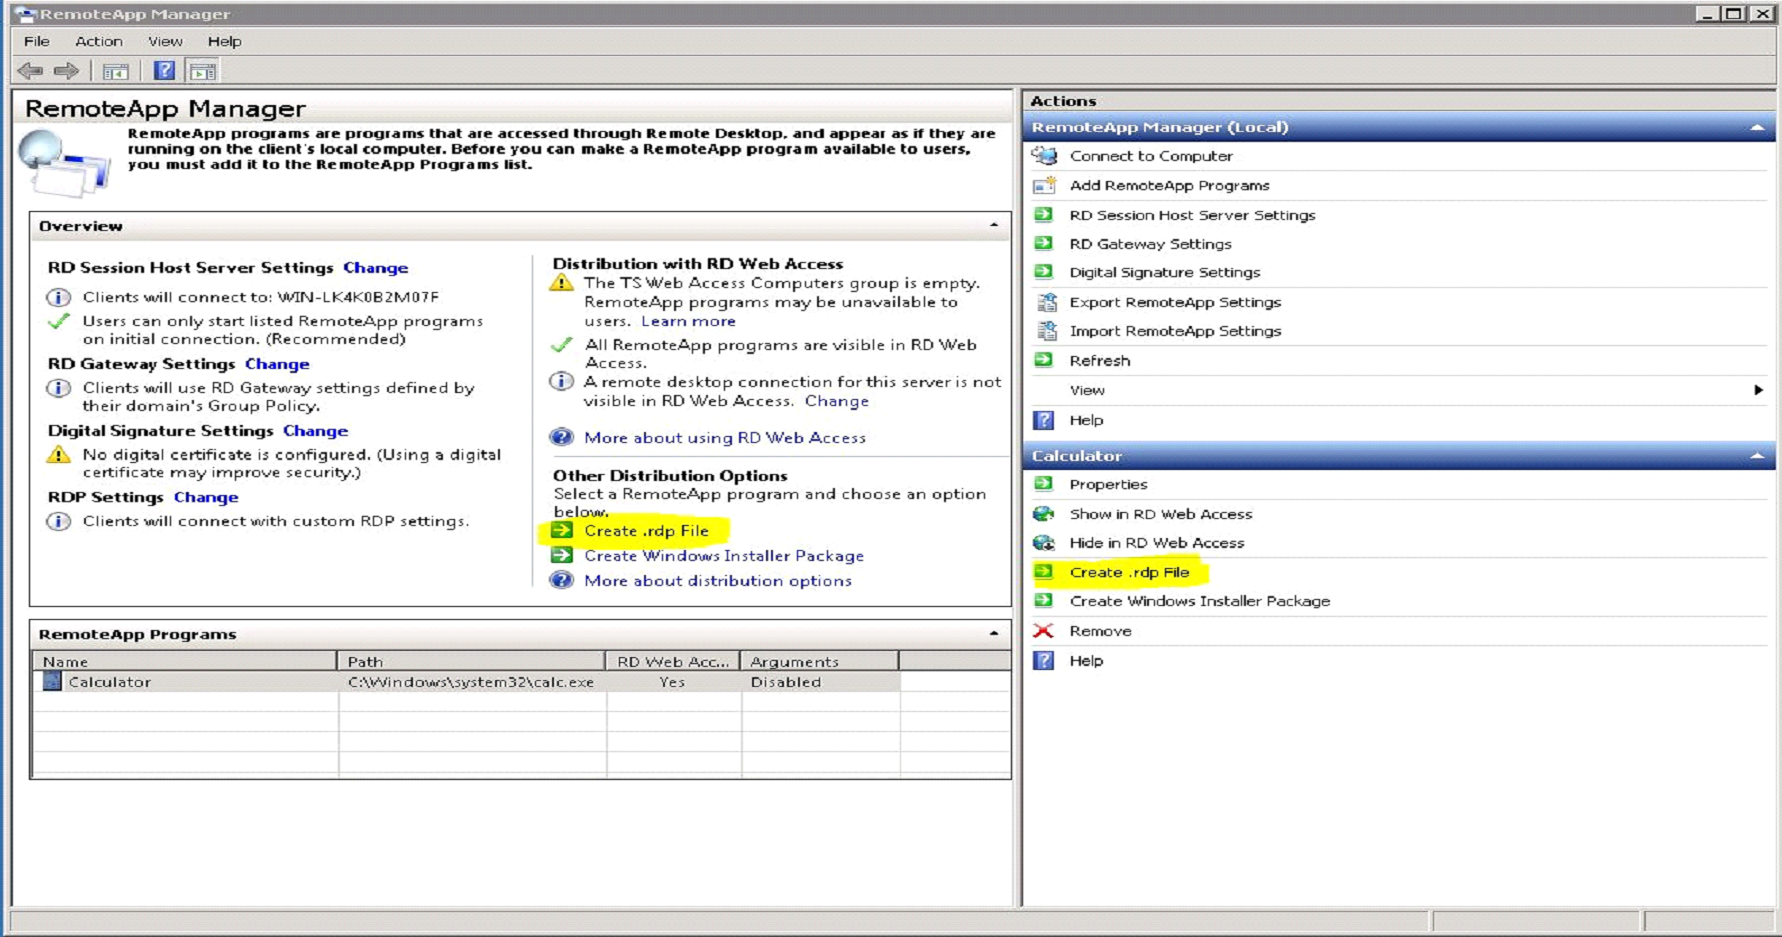 RemoteApp Manager
File Action View Help
RemoteApp Manager
RemoteApp programs are programs that are accessed through Remote Desktop, and appear as if they are
running on the client's local computer. Before you can make a RemoteApp program available to users,
you must add it to the RemoteApp Programs list.
Overview
RD Session Host Server Settings Change
Clients will connect to: WIN-LK4K0B2M07F
Users can only start listed RemoteApp programs
on initial connection. (Recommended)
RD Gateway Settings Change
Clients will use RD Gateway settings defined by
their domain's Group Policy.
Digital Signature Settings Change
No digital certificate is configured. (Using a digital
certificate may improve security.)
RDP Settings Change
Clients will connect with custom RDP settings.
Distribution with RD Web Access
The TS Web Access Computers group is empty.
RemoteApp programs may be unavailable to
users. Learn more
All RemoteApp programs are visible in RD Web
Access.
A remote desktop connection for this server is not
visible in RD Web Access. Change
More about using RD Web Access
Other Distribution Options
Select a RemoteApp program and choose an option
below.
Create .rdp File
Create Windows Installer Package
More about distribution options
RemoteApp Programs
Name Path RD Web Acc... Arguments
Calculator C:\Windows\system32\calc.exe Yes Disabled
Actions
RemoteApp Manager (Local)
Connect to Computer
Add RemoteApp Programs
RD Session Host Server Settings
RD Gateway Settings
Digital Signature Settings
Export RemoteApp Settings
Import RemoteApp Settings
Refresh
View
Help
Calculator
Properties
Show in RD Web Access
Hide in RD Web Access
Create .rdp File
Create Windows Installer Package
Remove
Help